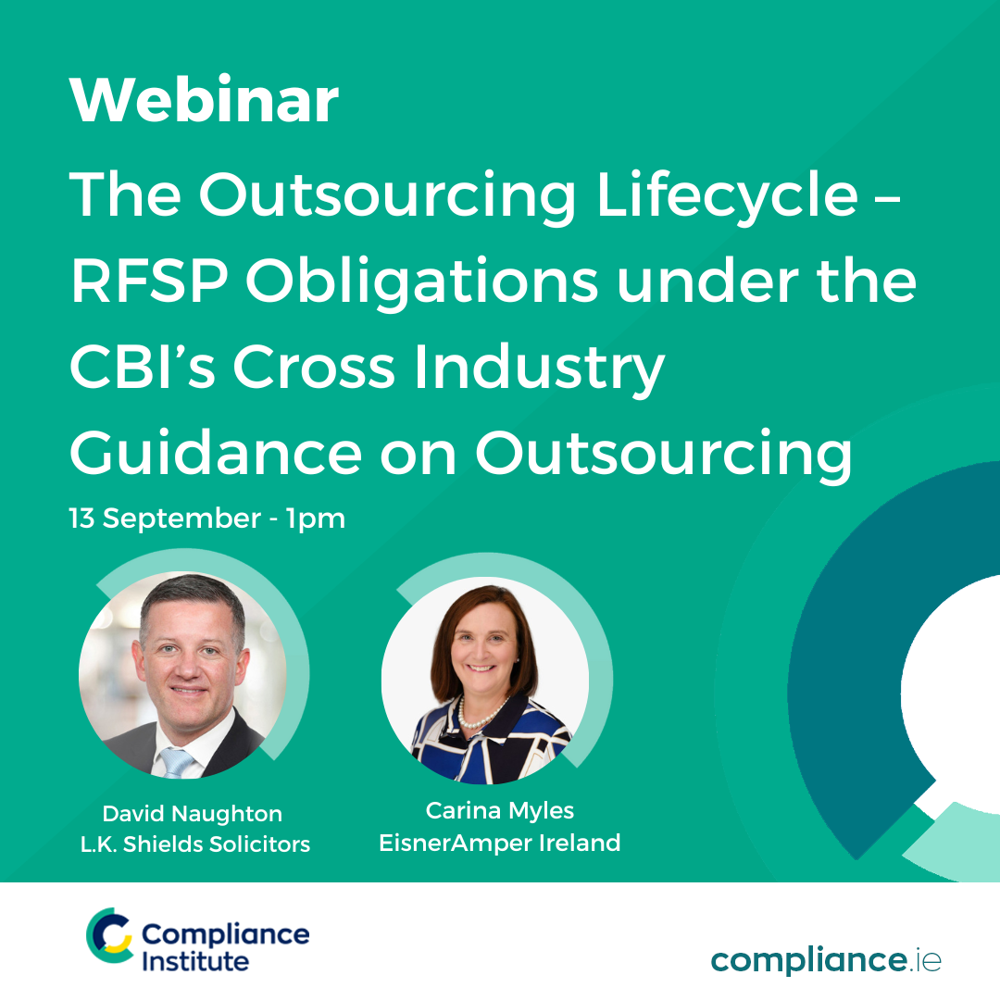 Webinar
The Outsourcing Lifecycle –
RFSP Obligations under the
CBI’s Cross Industry
Guidance on Outsourcing
13 September - 1pm
David Naughton
L.K. Shields Solicitors
Carina Myles
EisnerAmper Ireland
Compliance
Institute
compliance.ie